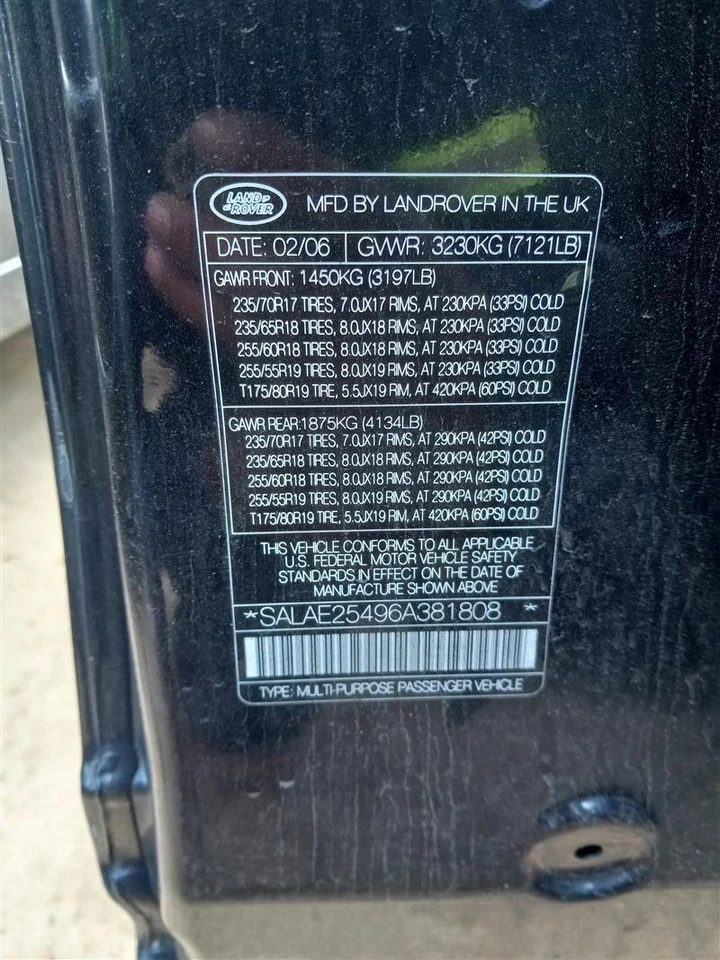 LAND ROVER
MFD BY LANDROVER IN THE UK
DATE: 02/06 GVWR: 3230KG (7121LB)
GAWR FRONT: 1450KG (3197LB)
235/70R17 TIRES, 7.0JX17 RIMS, AT 230KPA (33PSI) COLD
235/65R18 TIRES, 8.0JX18 RIMS, AT 230KPA (33PSI) COLD
255/60R18 TIRES, 8.0JX18 RIMS, AT 230KPA (33PSI) COLD
255/55R19 TIRES, 8.0JX19 RIMS, AT 230KPA (33PSI) COLD
T175/80R19 TIRE, 5.5JX19 RIM, AT 420KPA (60PSI) COLD
GAWR REAR: 1875KG (4134LB)
235/70R17 TIRES, 7.0JX17 RIMS, AT 290KPA (42PSI) COLD
235/65R18 TIRES, 8.0JX18 RIMS, AT 290KPA (42PSI) COLD
255/60R18 TIRES, 8.0JX18 RIMS, AT 290KPA (42PSI) COLD
255/55R19 TIRES, 8.0JX19 RIMS, AT 290KPA (42PSI) COLD
T175/80R19 TIRE, 5.5JX19 RIM, AT 420KPA (60PSI) COLD
THIS VEHICLE CONFORMS TO ALL APPLICABLE
U.S. FEDERAL MOTOR VEHICLE SAFETY
STANDARDS IN EFFECT ON THE DATE OF
MANUFACTURE SHOWN ABOVE
*SALAE25496A381808 *
TYPE: MULTI-PURPOSE PASSENGER VEHICLE